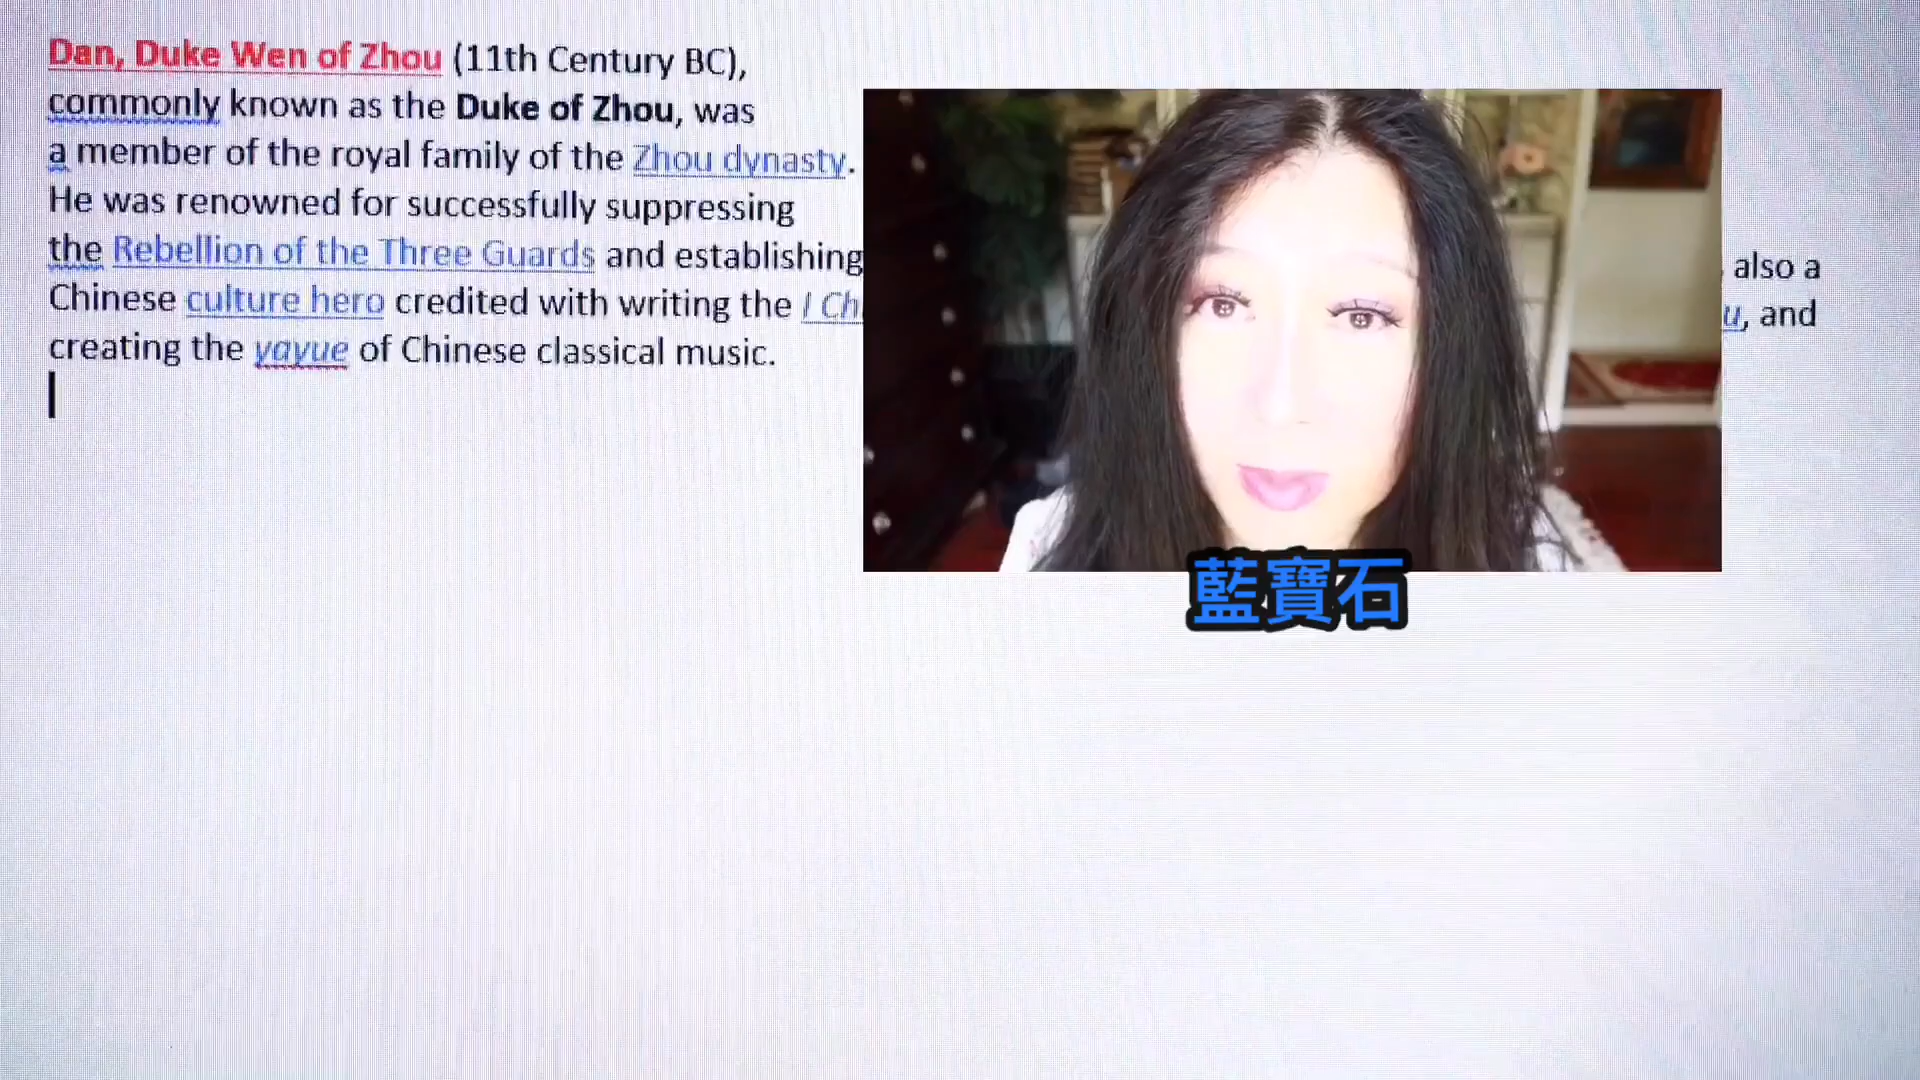 Dan, Duke Wen of Zhou (11th Century BC),
commonly known as the Duke of Zhou, was
a member of the royal family of the Zhou dynasty.
He was renowned for successfully suppressing
the Rebellion of the Three Guards and establishing also a
Chinese culture hero credited with writing the I Ch u, and
creating the yayue of Chinese classical music.
藍寶石